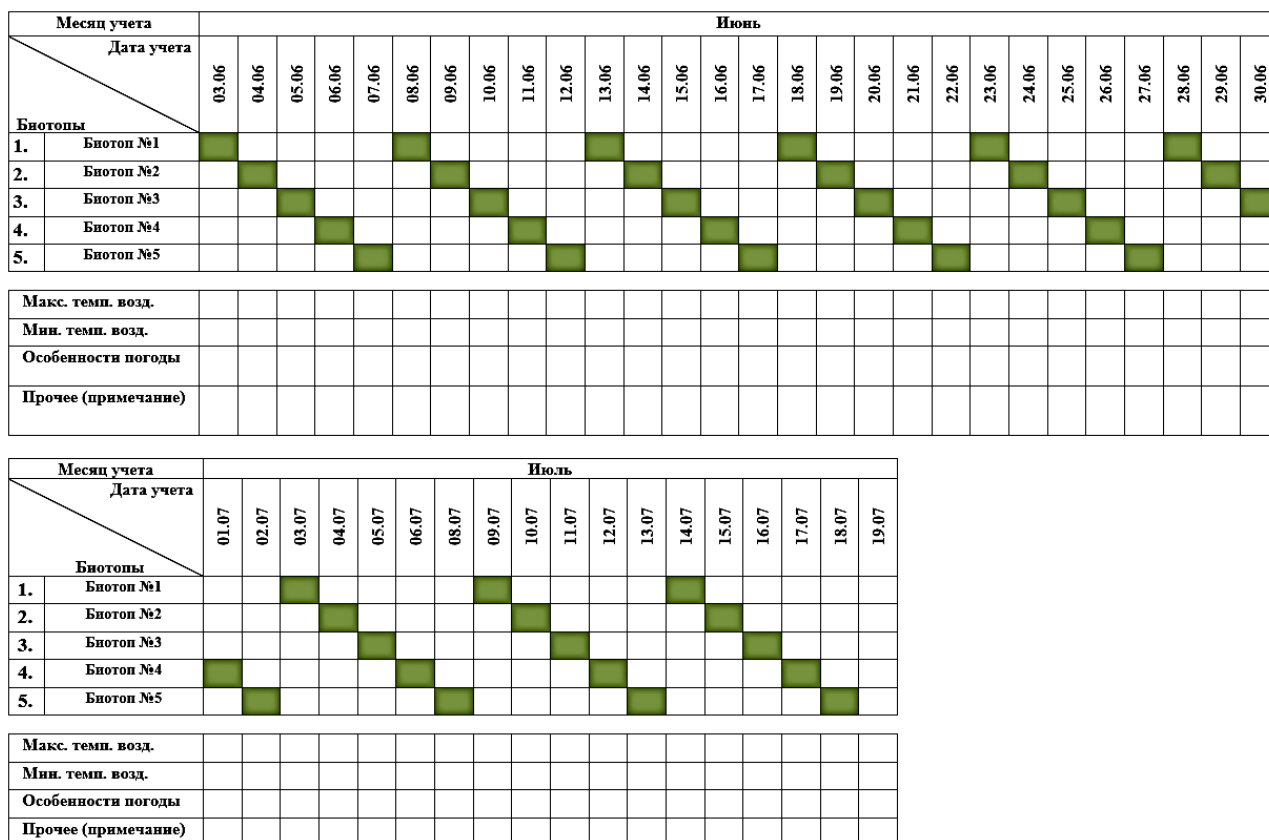 Месяц учета Июнь
Дата учета
Биотопы
03.06 04.06 05.06 06.06 07.06 08.06 09.06 10.06 11.06 12.06 13.06 14.06 15.06 16.06 17.06 18.06 19.06 20.06 21.06 22.06 23.06 24.06 25.06 26.06 27.06 28.06 29.06 30.06
1. Биотоп №1
2. Биотоп №2
3. Биотоп №3
4. Биотоп №4
5. Биотоп №5
Макс. темп. возд.
Мин. темп. возд.
Особенности погоды
Прочее (примечание)
Месяц учета Июль
Дата учета
Биотопы
01.07 02.07 03.07 04.07 05.07 06.07 08.07 09.07 10.07 11.07 12.07 13.07 14.07 15.07 16.07 17.07 18.07 19.07
1. Биотоп №1
2. Биотоп №2
3. Биотоп №3
4. Биотоп №4
5. Биотоп №5
Макс. темп. возд.
Мин. темп. возд.
Особенности погоды
Прочее (примечание)